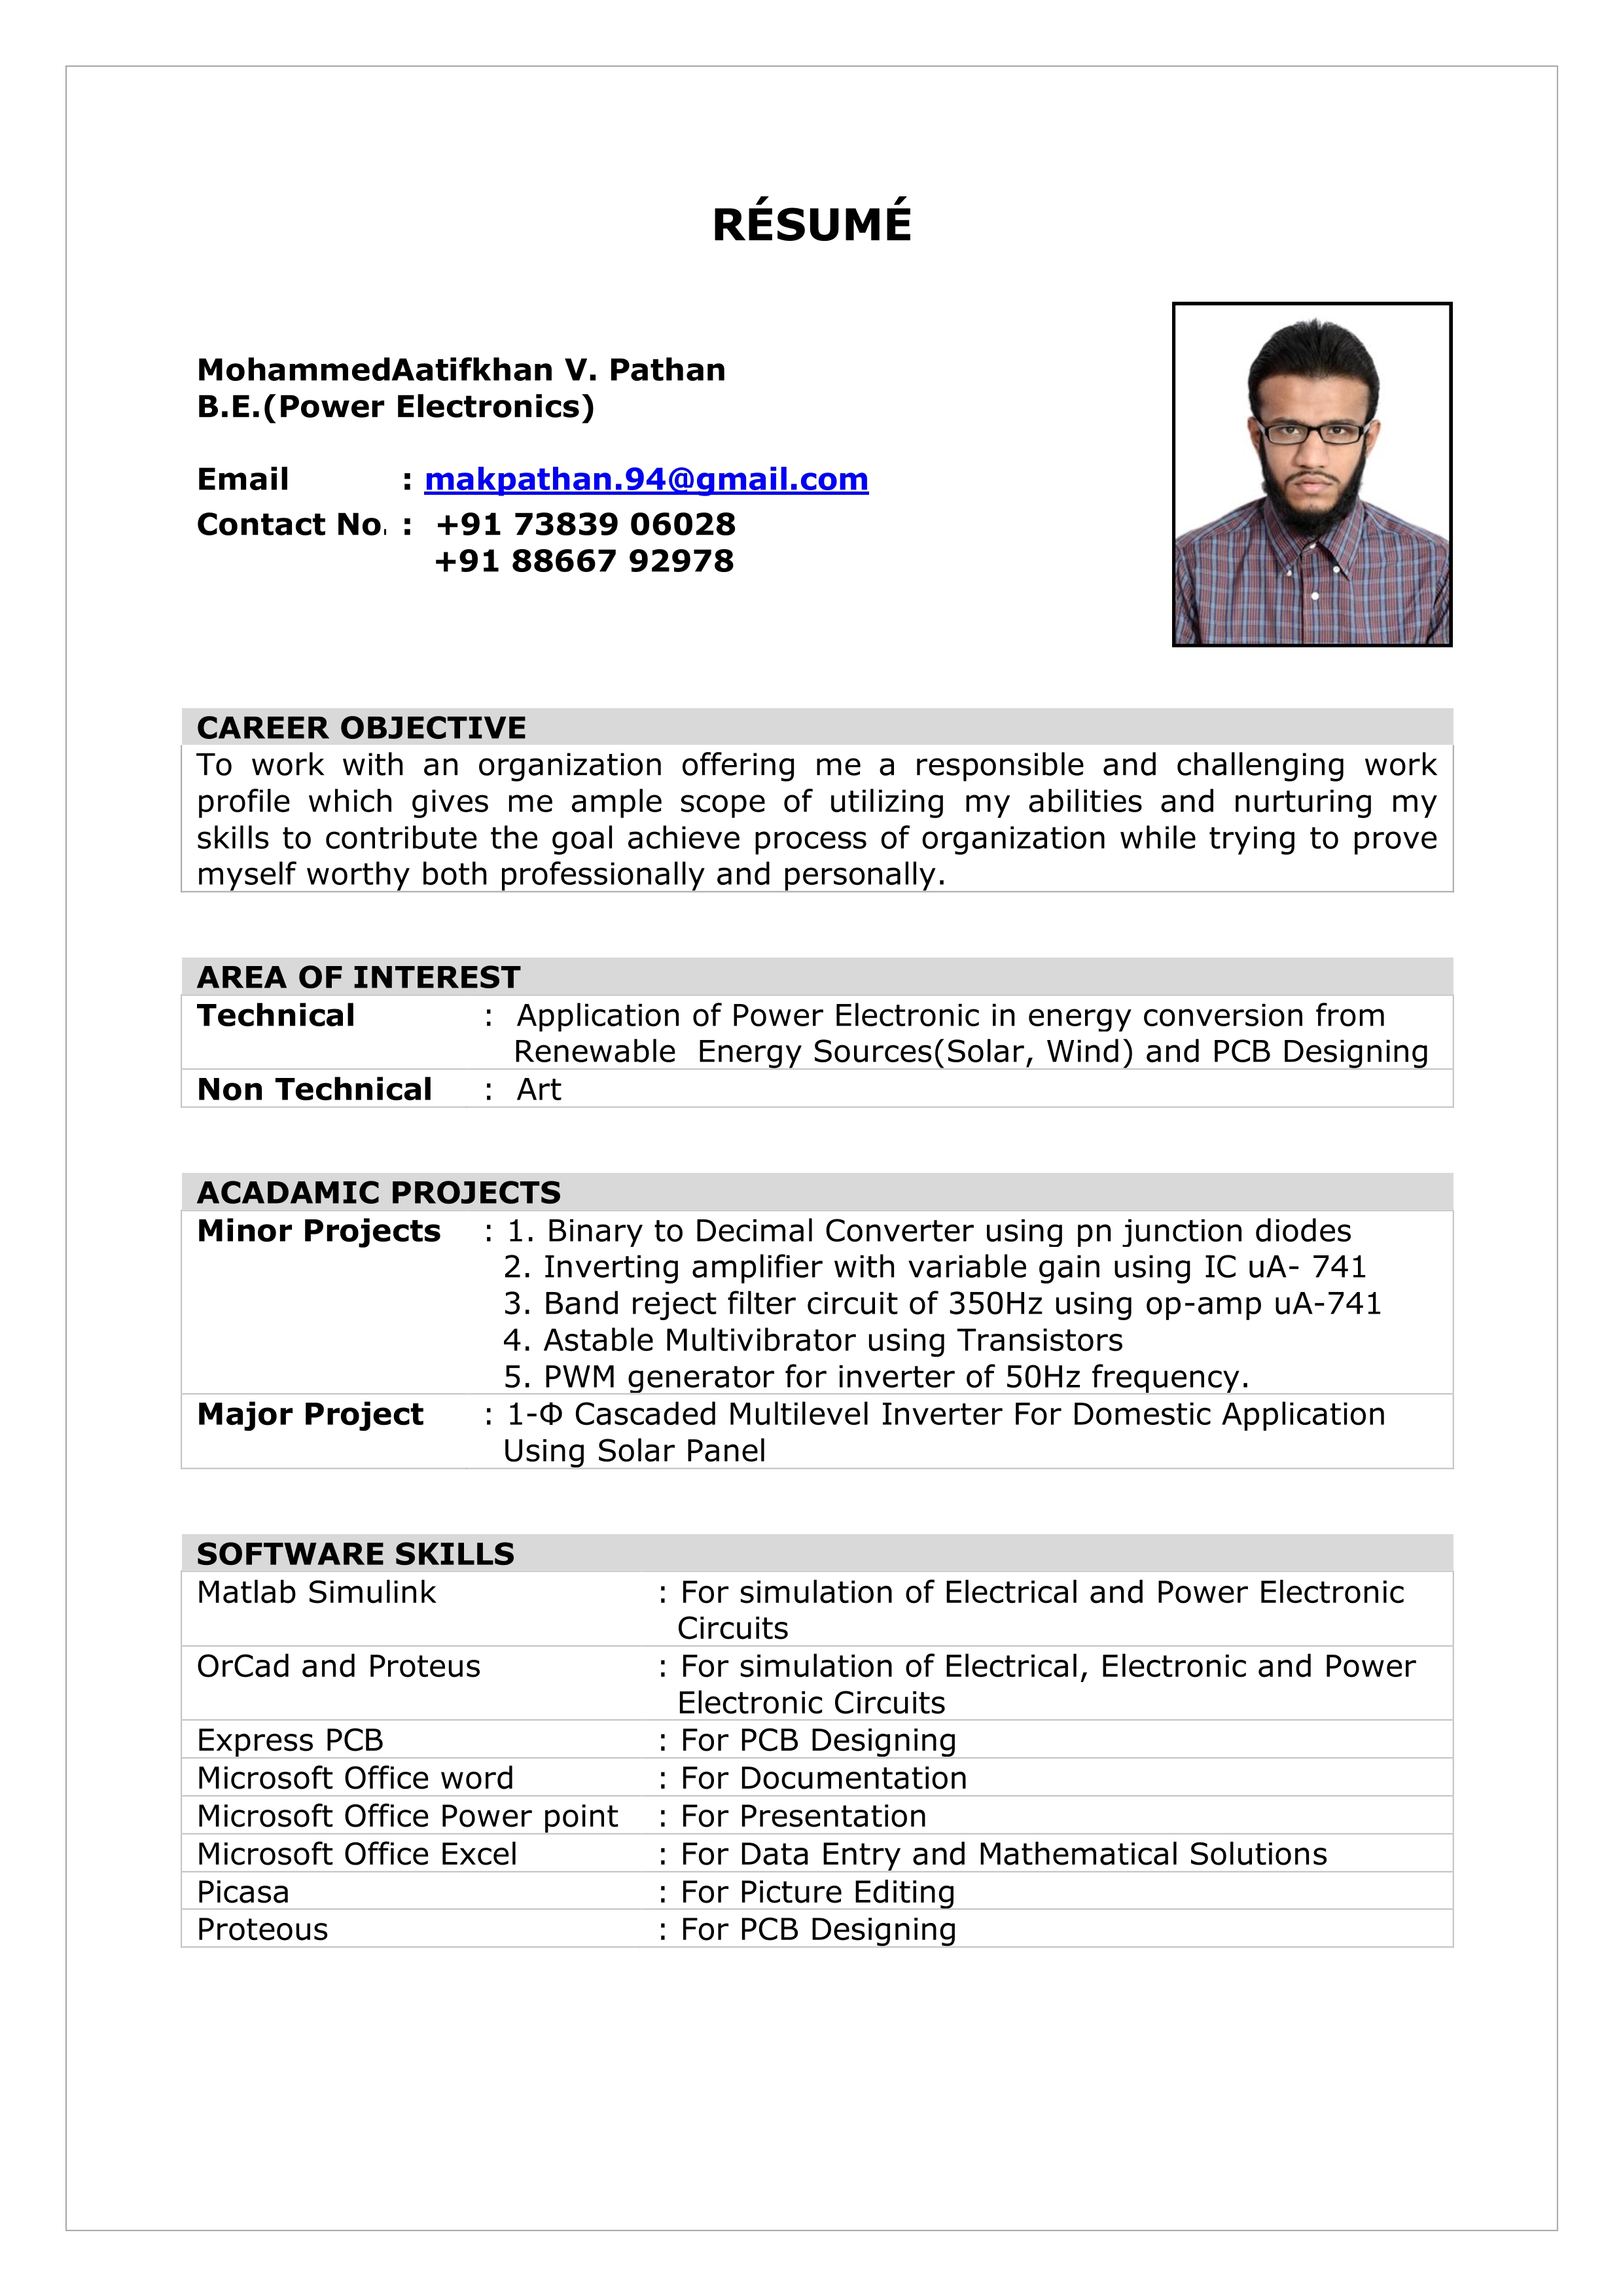 RÉSUMÉ
MohammedAatifkhan V. Pathan
B.E.(Power Electronics)
Email : makpathan.94@gmail.com
Contact No. : +91 73839 06028
+91 88667 92978
CAREER OBJECTIVE
To work with an organization offering me a responsible and challenging work
profile which gives me ample scope of utilizing my abilities and nurturing my
skills to contribute the goal achieve process of organization while trying to prove
myself worthy both professionally and personally.
AREA OF INTEREST
Technical : Application of Power Electronic in energy conversion from
Renewable Energy Sources(Solar, Wind) and PCB Designing
Non Technical : Art
ACADAMIC PROJECTS
Minor Projects : 1. Binary to Decimal Converter using pn junction diodes
2. Inverting amplifier with variable gain using IC uA- 741
3. Band reject filter circuit of 350Hz using op-amp uA-741
4. Astable Multivibrator using Transistors
5. PWM generator for inverter of 50Hz frequency.
Major Project : 1-Φ Cascaded Multilevel Inverter For Domestic Application
Using Solar Panel
SOFTWARE SKILLS
Matlab Simulink : For simulation of Electrical and Power Electronic
Circuits
OrCad and Proteus : For simulation of Electrical, Electronic and Power
Electronic Circuits
Express PCB : For PCB Designing
Microsoft Office word : For Documentation
Microsoft Office Power point : For Presentation
Microsoft Office Excel : For Data Entry and Mathematical Solutions
Picasa : For Picture Editing
Proteous : For PCB Designing